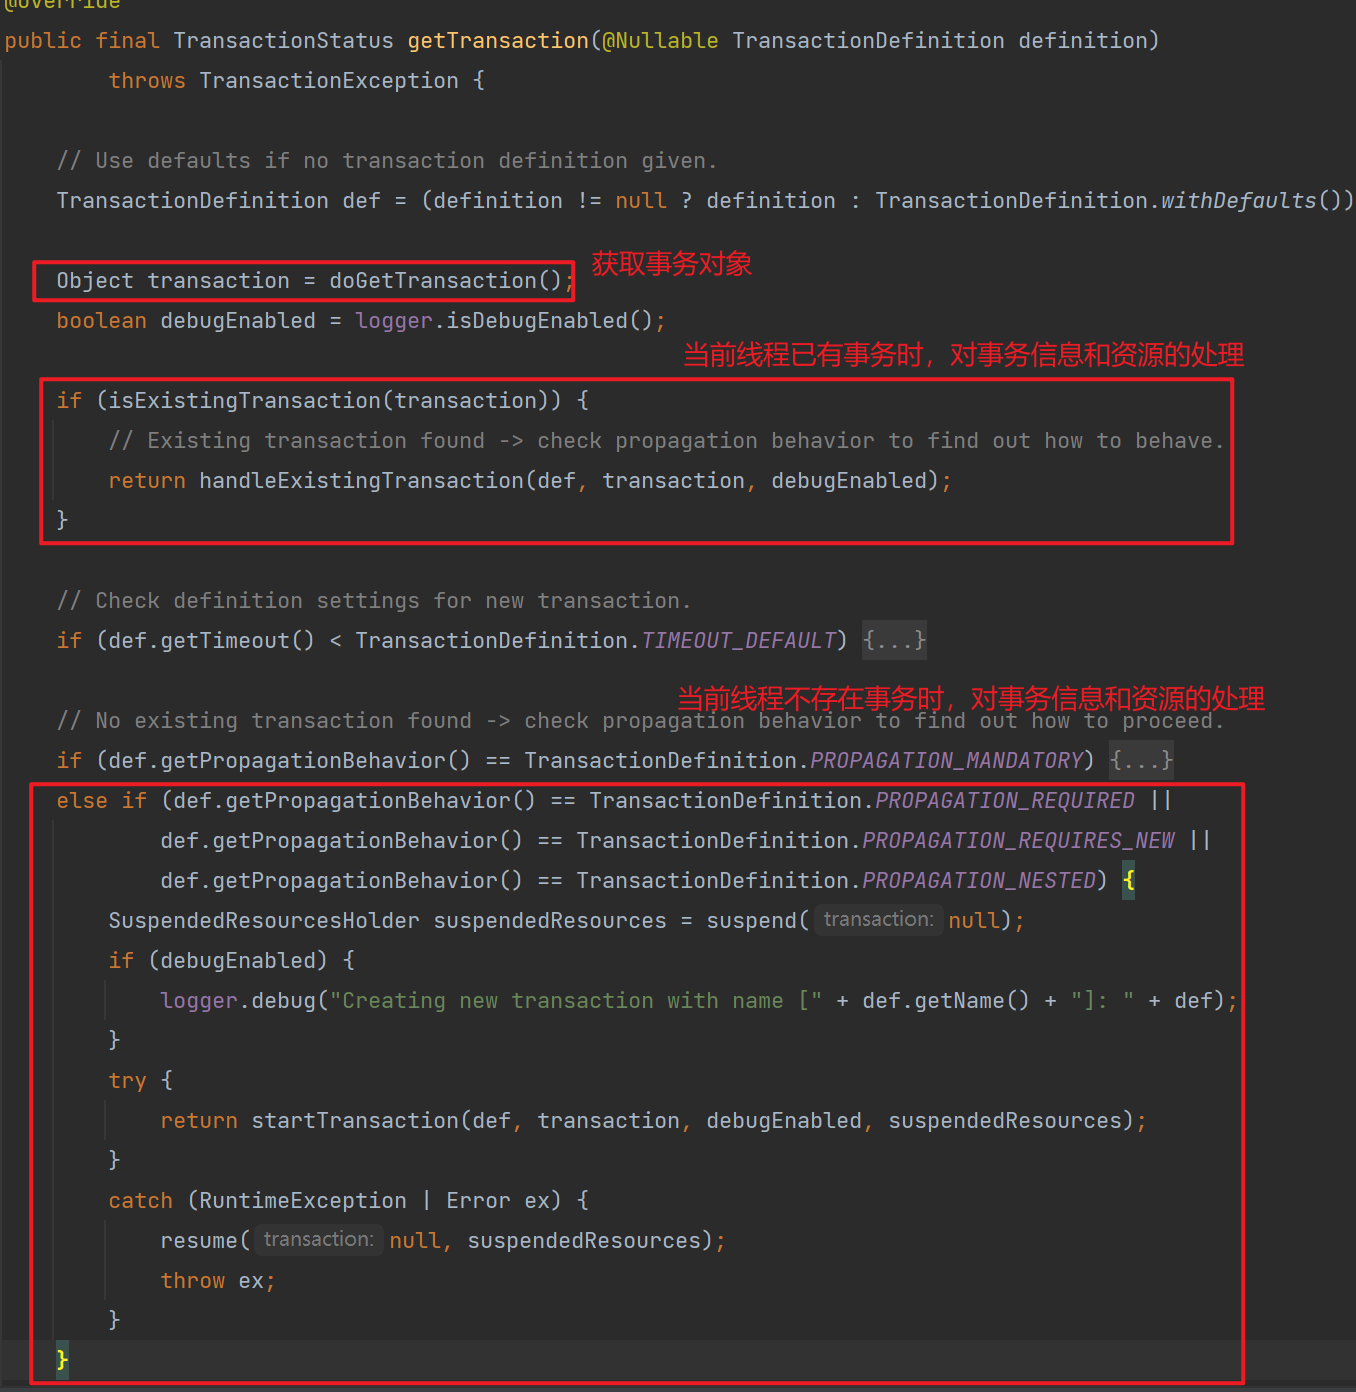 @Override
public final TransactionStatus getTransaction(@Nullable TransactionDefinition definition)
throws TransactionException {
// Use defaults if no transaction definition given.
TransactionDefinition def = (definition != null ? definition : TransactionDefinition.withDefaults())
获取事务对象
Object transaction = doGetTransaction();
boolean debugEnabled = logger.isDebugEnabled();
当前线程已有事务时，对事务信息和资源的处理
if (isExistingTransaction(transaction)) {
// Existing transaction found -> check propagation behavior to find out how to behave.
return handleExistingTransaction(def, transaction, debugEnabled);
}
// Check definition settings for new transaction.
if (def.getTimeout() < TransactionDefinition.TIMEOUT_DEFAULT) {...}
当前线程不存在事务时，对事务信息和资源的处理
// No existing transaction found -> check propagation behavior to find out how to proceed.
if (def.getPropagationBehavior() == TransactionDefinition.PROPAGATION_MANDATORY) {...}
else if (def.getPropagationBehavior() == TransactionDefinition.PROPAGATION_REQUIRED ||
def.getPropagationBehavior() == TransactionDefinition.PROPAGATION_REQUIRES_NEW ||
def.getPropagationBehavior() == TransactionDefinition.PROPAGATION_NESTED) {
SuspendedResourcesHolder suspendedResources = suspend( transaction: null);
if (debugEnabled) {
logger.debug("Creating new transaction with name [" + def.getName() + "]: " + def);
}
try {
return startTransaction(def, transaction, debugEnabled, suspendedResources);
}
catch (RuntimeException | Error ex) {
resume( transaction: null, suspendedResources);
throw ex;
}
}